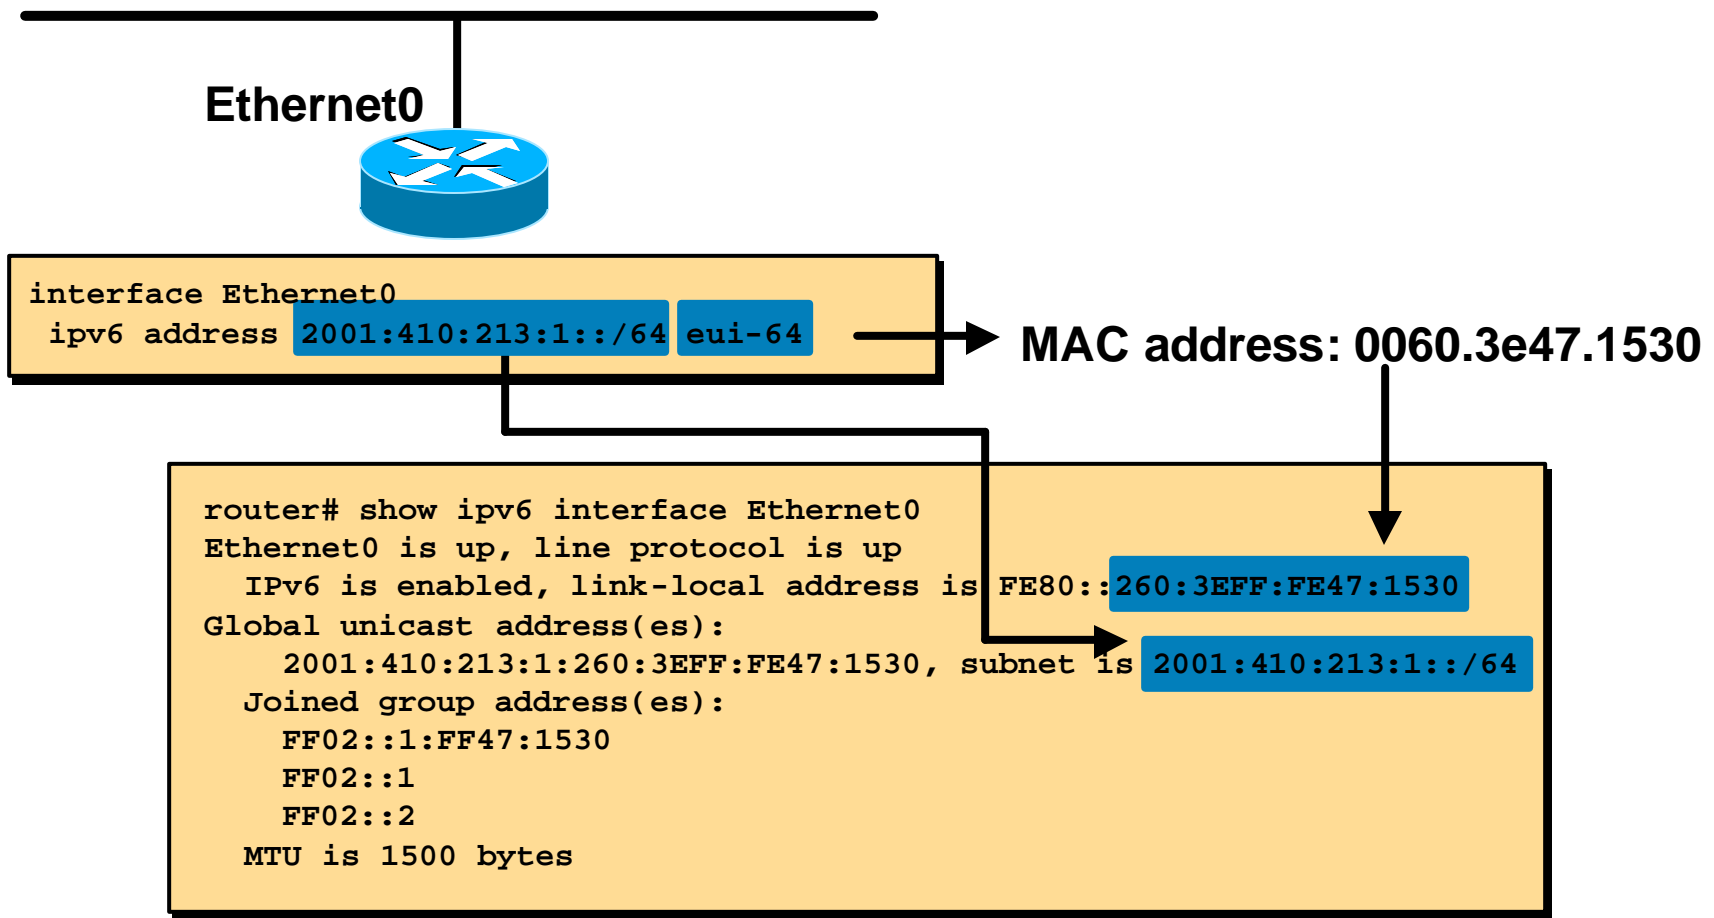 Ethernet0
interface Ethernet0
ipv6 address 2001:410:213:1::/64 eui-64
MAC address: 0060.3e47.1530
router# show ipv6 interface Ethernet0
Ethernet0 is up, line protocol is up
IPv6 is enabled, link-local address is FE80::260:3EFF:FE47:1530
Global unicast address(es):
2001:410:213:1:260:3EFF:FE47:1530, subnet is 2001:410:213:1::/64
Joined group address(es):
FF02::1:FF47:1530
FF02::1
FF02::2
MTU is 1500 bytes